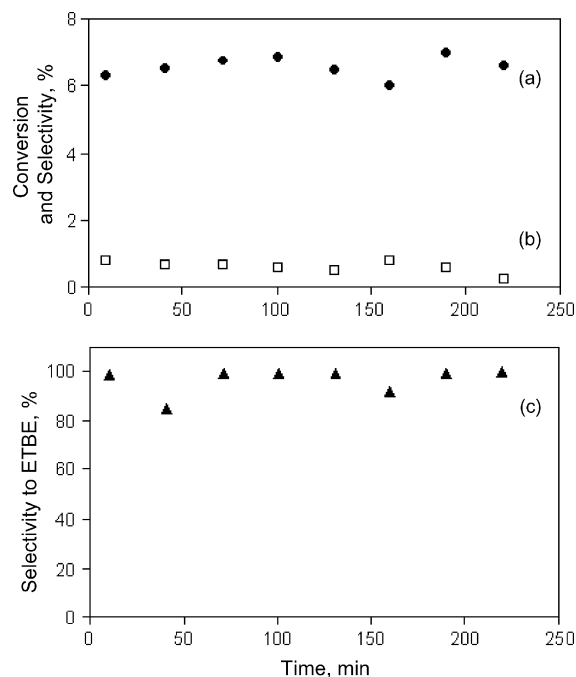 Conversion
and Selectivity, %
8
6
4
2
0
(a)
(b)
0 50 100 150 200 250
Selectivity to ETBE, %
100
80
60
40
20
0
(c)
0 50 100 150 200 250
Time, min